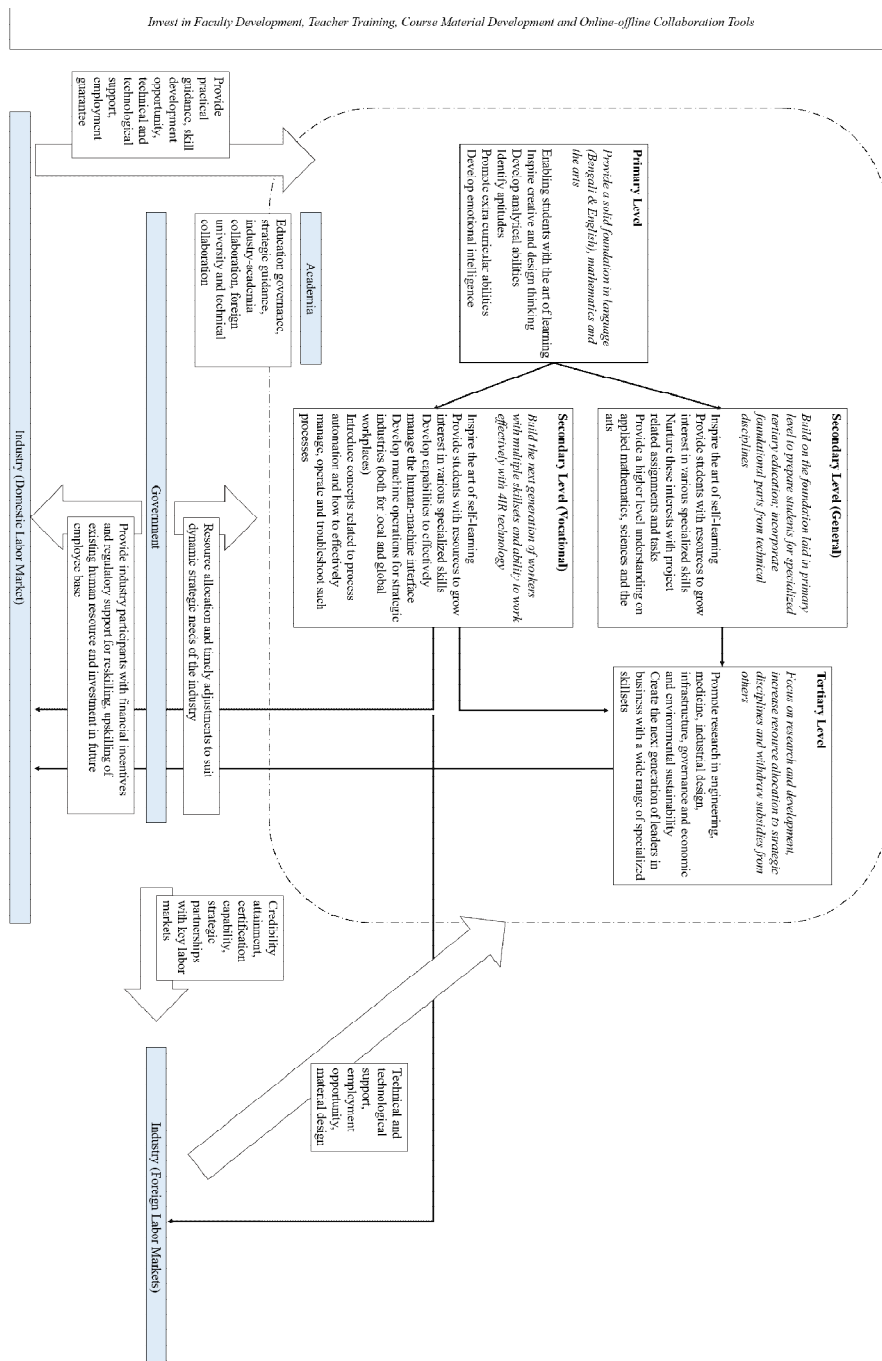 Invest in Faculty Development, Teacher Training, Course Material Development and Online-offline Collaboration Tools
Primary Level
Provide a solid foundation in language
(Bengali & English), mathematics and
the arts
Enabling students with the art of learning
Inspire creative and design thinking
Develop analytical abilities
Identify aptitudes
Promote extra curricular abilities
Develop emotional intelligence
Secondary Level (General)
Build on the foundation laid in primary
level to prepare students for specialized
tertiary education; incorporate
foundational parts from technical
disciplines
Inspire the art of self-learning
Provide students with resources to grow
interest in various specialized skills
Nurture these interests with project
related assignments and tasks
Provide a higher level understanding on
applied mathematics, sciences and the
arts
Tertiary Level
Focus on research and development,
increase resource allocation to strategic
disciplines and withdraw subsidies from
others
Promote research in engineering,
medicine, industrial design,
infrastructure, governance and economic
and environmental sustainability
Create the next generation of leaders in
business with a wide range of specialized
skillsets
Secondary Level (Vocational)
Build the next generation of workers
with multiple skillsets and ability to work
effectively with 4IR technology
Inspire the art of self-learning
Provide students with resources to grow
interest in various specialized skills
Develop capabilities to effectively
manage the human-machine interface
Develop machine operations for strategic
industries (both for local and global
workplaces)
Introduce concepts related to process
automation and how to effectively
manage, operate and troubleshoot such
processes
Academia
Education governance,
strategic guidance,
industry-academia
collaboration, foreign
university and technical
collaboration
Provide
practical
guidance, skill
development
opportunity,
technical and
technological
support,
employment
guarantee
Resource allocation and timely adjustments to suit
dynamic strategic needs of the industry
Government
Provide industry participants with financial incentives
and regulatory support for reskilling, upskilling of
existing human resource and investment in future
employee base
Credibility
attainment,
certification
capability,
strategic
partnerships
with key labor
markets
Technical and
technological
support,
employment
opportunity,
material design
Industry (Domestic Labor Market)
Industry (Foreign Labor Markets)